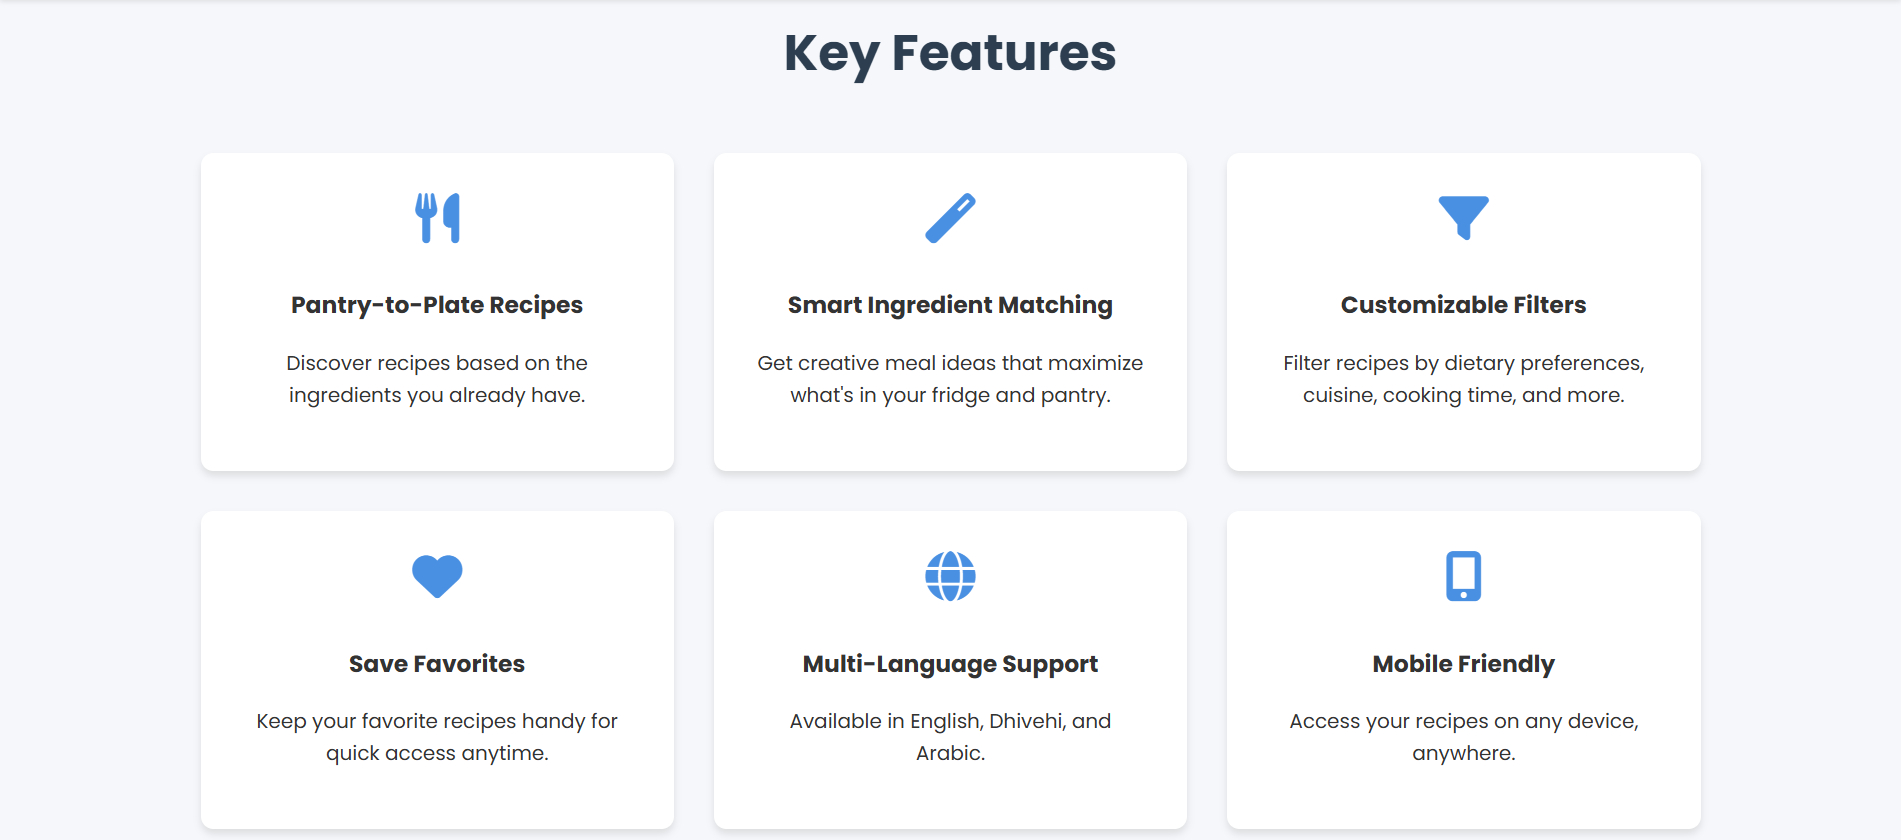 Key Features
Pantry-to-Plate Recipes
Discover recipes based on the
ingredients you already have.
Smart Ingredient Matching
Get creative meal ideas that maximize
what's in your fridge and pantry.
Customizable Filters
Filter recipes by dietary preferences,
cuisine, cooking time, and more.
Save Favorites
Keep your favorite recipes handy for
quick access anytime.
Multi-Language Support
Available in English, Dhivehi, and
Arabic.
Mobile Friendly
Access your recipes on any device,
anywhere.